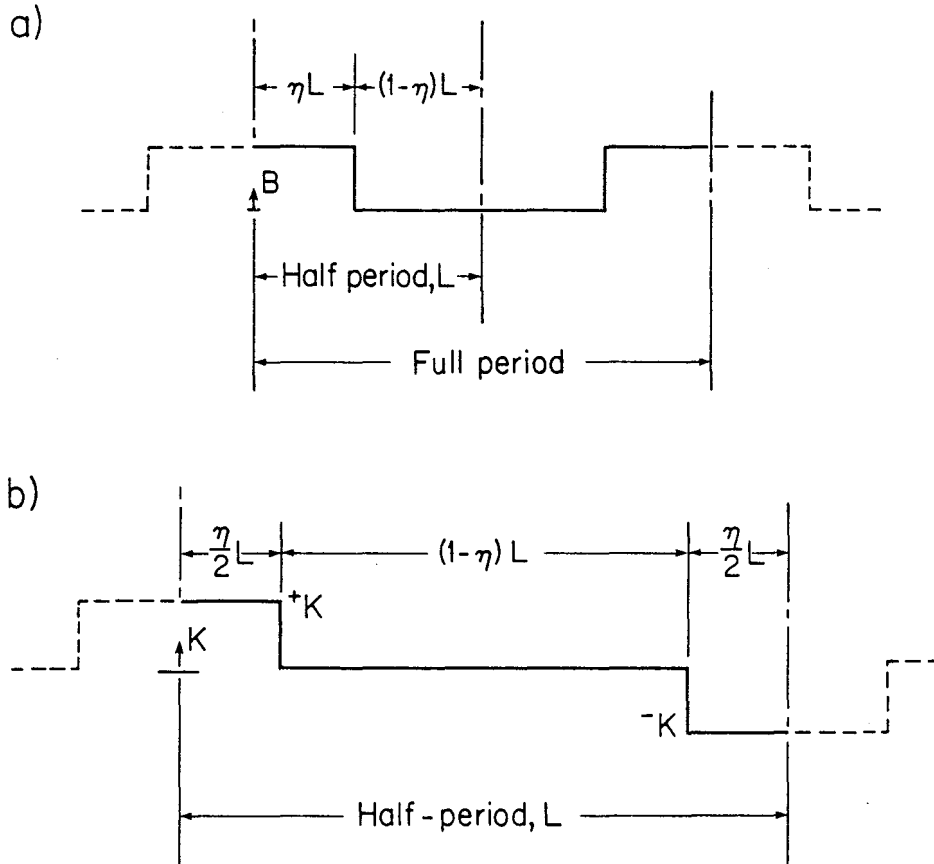 a)
ηL
(1-η)L
B
Half period, L
Full period
b)
η/2 L
(1-η) L
η/2 L
+K
K
-K
Half-period, L